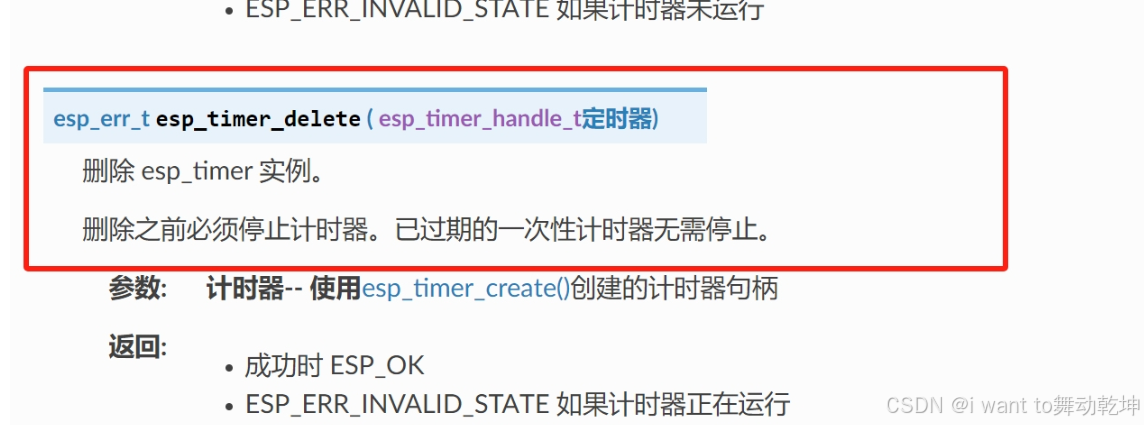 • ESP_ERR_INVALID_STATE 如果计时器未运行
esp_err_t esp_timer_delete ( esp_timer_handle_t定时器)
删除 esp_timer 实例。
删除之前必须停止计时器。已过期的一次性计时器无需停止。
参数: 计时器-- 使用esp_timer_create()创建的计时器句柄
返回:
• 成功时 ESP_OK
• ESP_ERR_INVALID_STATE 如果计时器正在运行
CSDN @i want to舞动乾坤